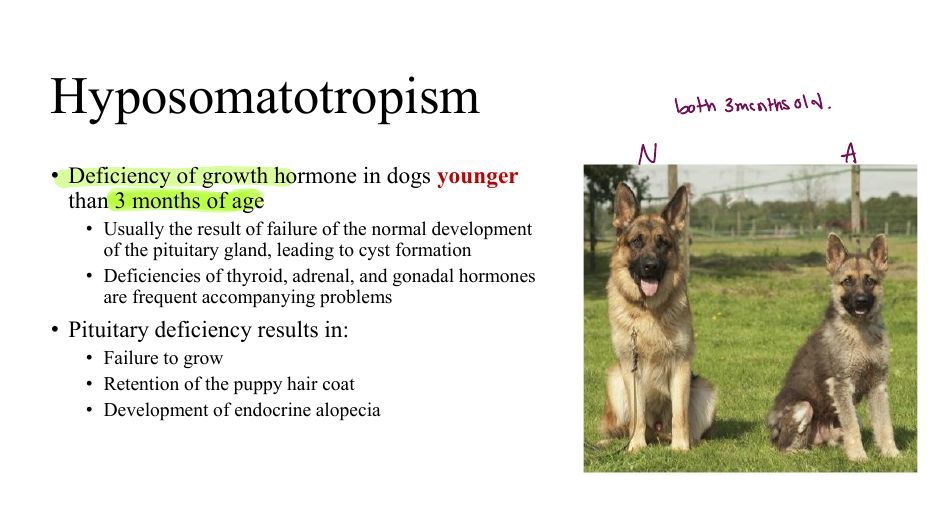 Hyposomatotropism
both 3 months old.
N A
• Deficiency of growth hormone in dogs younger
than 3 months of age
• Usually the result of failure of the normal development
of the pituitary gland, leading to cyst formation
• Deficiencies of thyroid, adrenal, and gonadal hormones
are frequent accompanying problems
• Pituitary deficiency results in:
• Failure to grow
• Retention of the puppy hair coat
• Development of endocrine alopecia